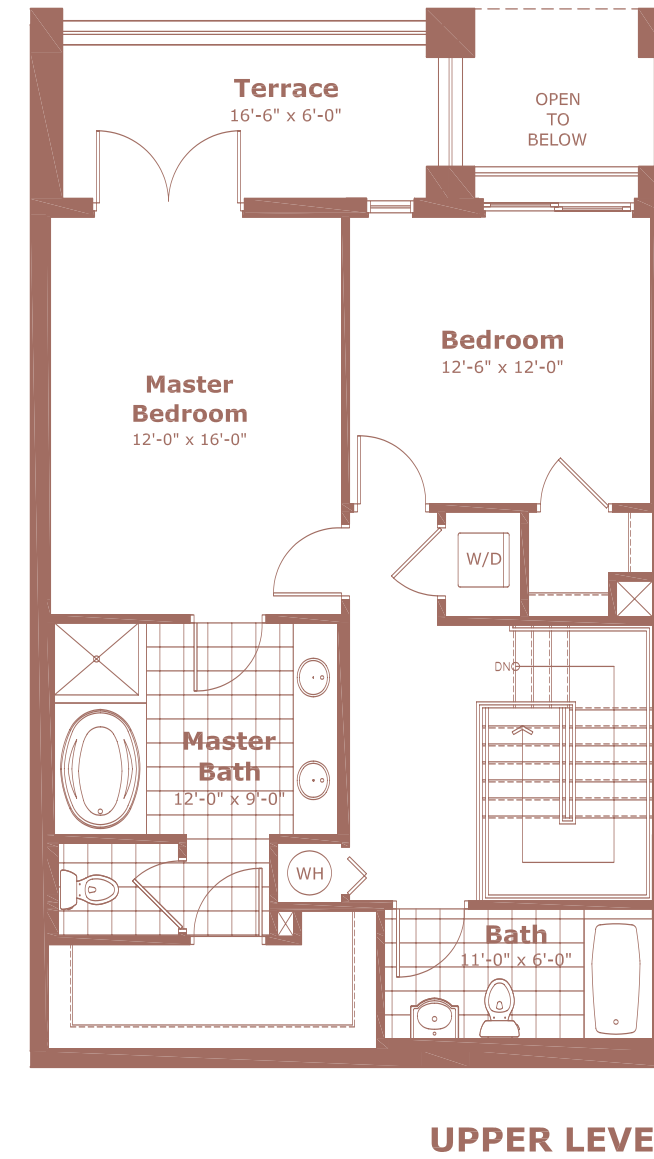 Terrace
16'-6" x 6'-0"
OPEN
TO
BELOW
Bedroom
12'-6" x 12'-0"
Master
Bedroom
12'-0" x 16'-0"
W/D
DN
Master
Bath
12'-0" x 9'-0"
WH
Bath
11'-0" x 6'-0"
UPPER LEVE